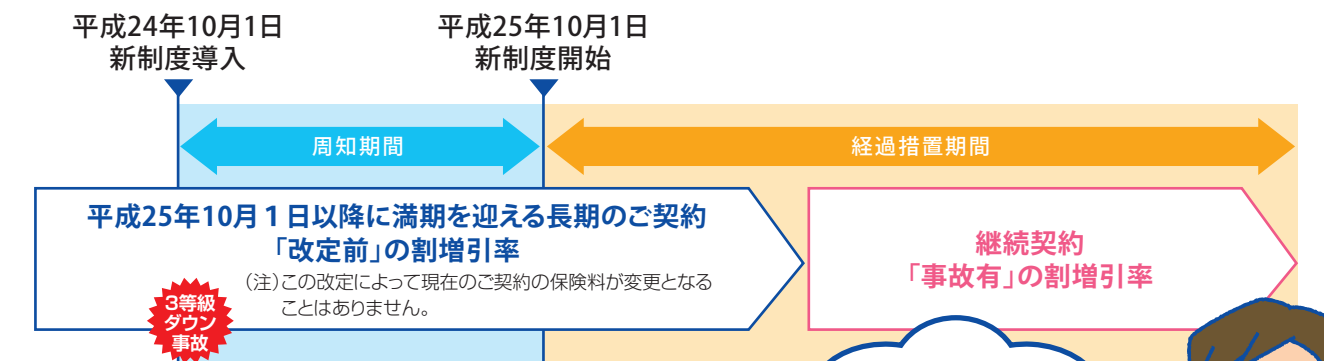 平成24年10月1日
新制度導入
平成25年10月1日
新制度開始
周知期間
経過措置期間
平成25年10月1日以降に満期を迎える長期のご契約
「改定前」の割増引率
(注)この改定によって現在のご契約の保険料が変更となる
ことはありません。
3等級
ダウン
事故
継続契約
「事故有」の割増引率